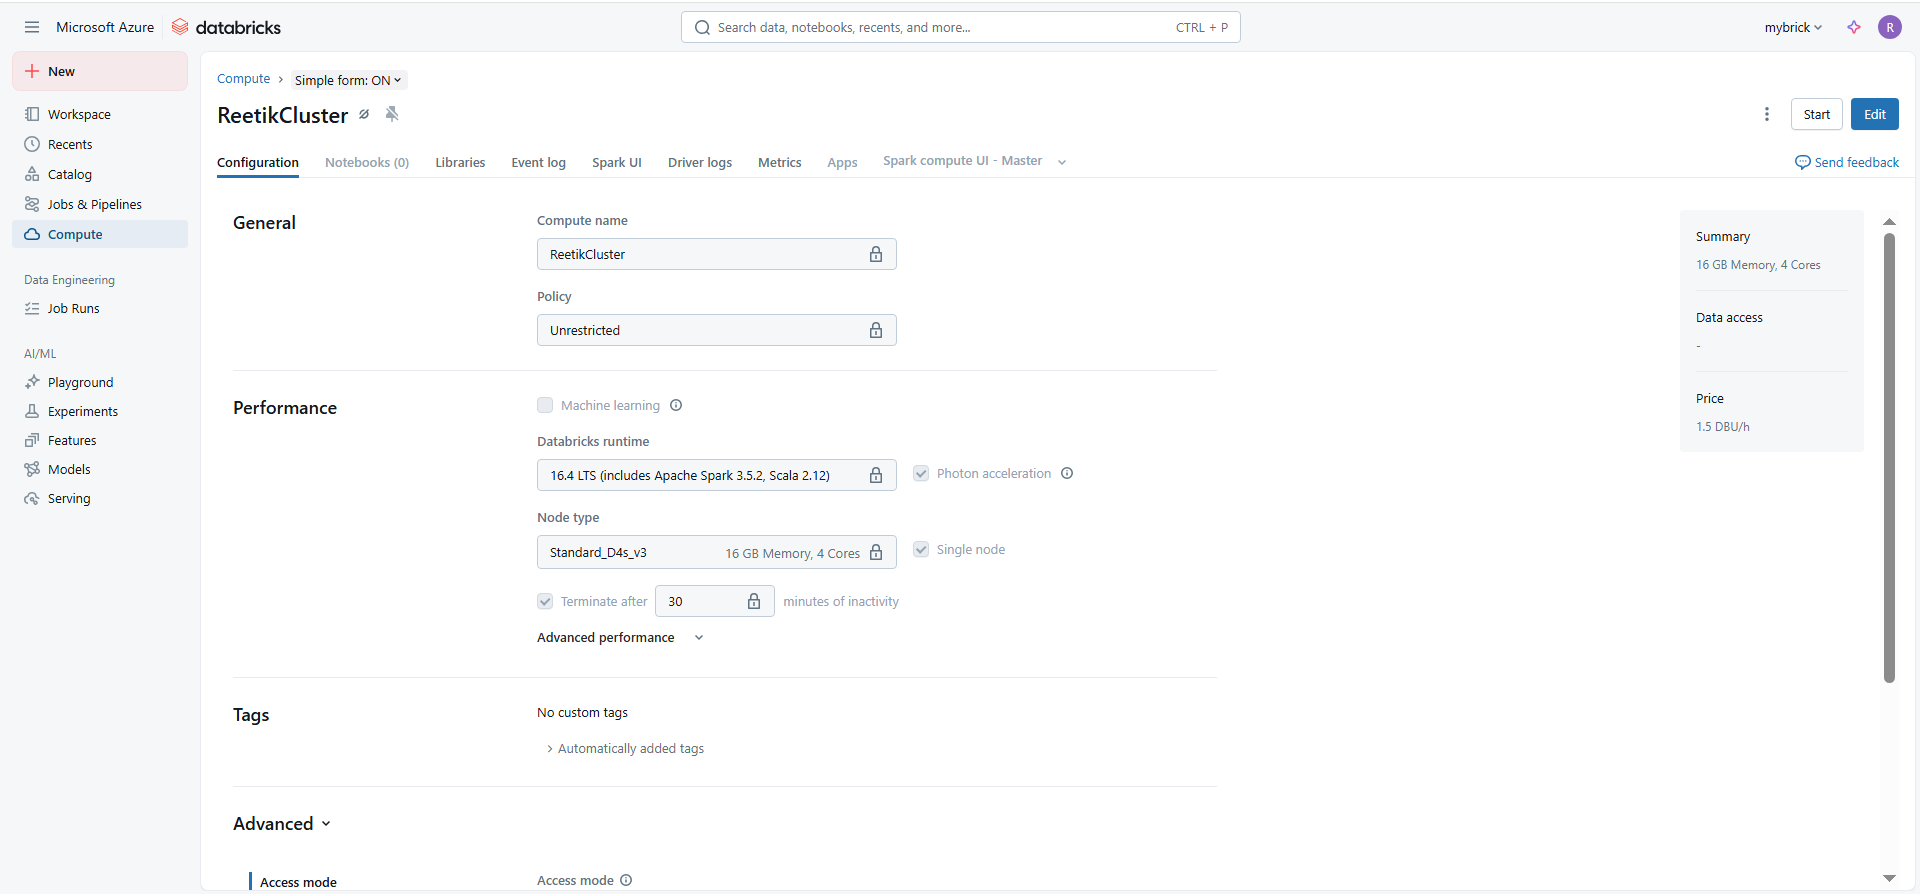 Microsoft Azure databricks
Search data, notebooks, recents, and more... CTRL + P
mybrick
R
New
Workspace
Recents
Catalog
Jobs & Pipelines
Compute
Data Engineering
Job Runs
AI/ML
Playground
Experiments
Features
Models
Serving
Compute > Simple form: ON
ReetikCluster
Start
Edit
Configuration
Notebooks (0)
Libraries
Event log
Spark UI
Driver logs
Metrics
Apps
Spark compute UI - Master
Send feedback
General
Compute name
ReetikCluster
Policy
Unrestricted
Performance
Machine learning
Databricks runtime
16.4 LTS (includes Apache Spark 3.5.2, Scala 2.12)
Photon acceleration
Node type
Standard_D4s_v3 16 GB Memory, 4 Cores
Single node
Terminate after 30 minutes of inactivity
Advanced performance
Tags
No custom tags
Automatically added tags
Advanced
Access mode
Access mode
Summary
16 GB Memory, 4 Cores
Data access
-
Price
1.5 DBU/h